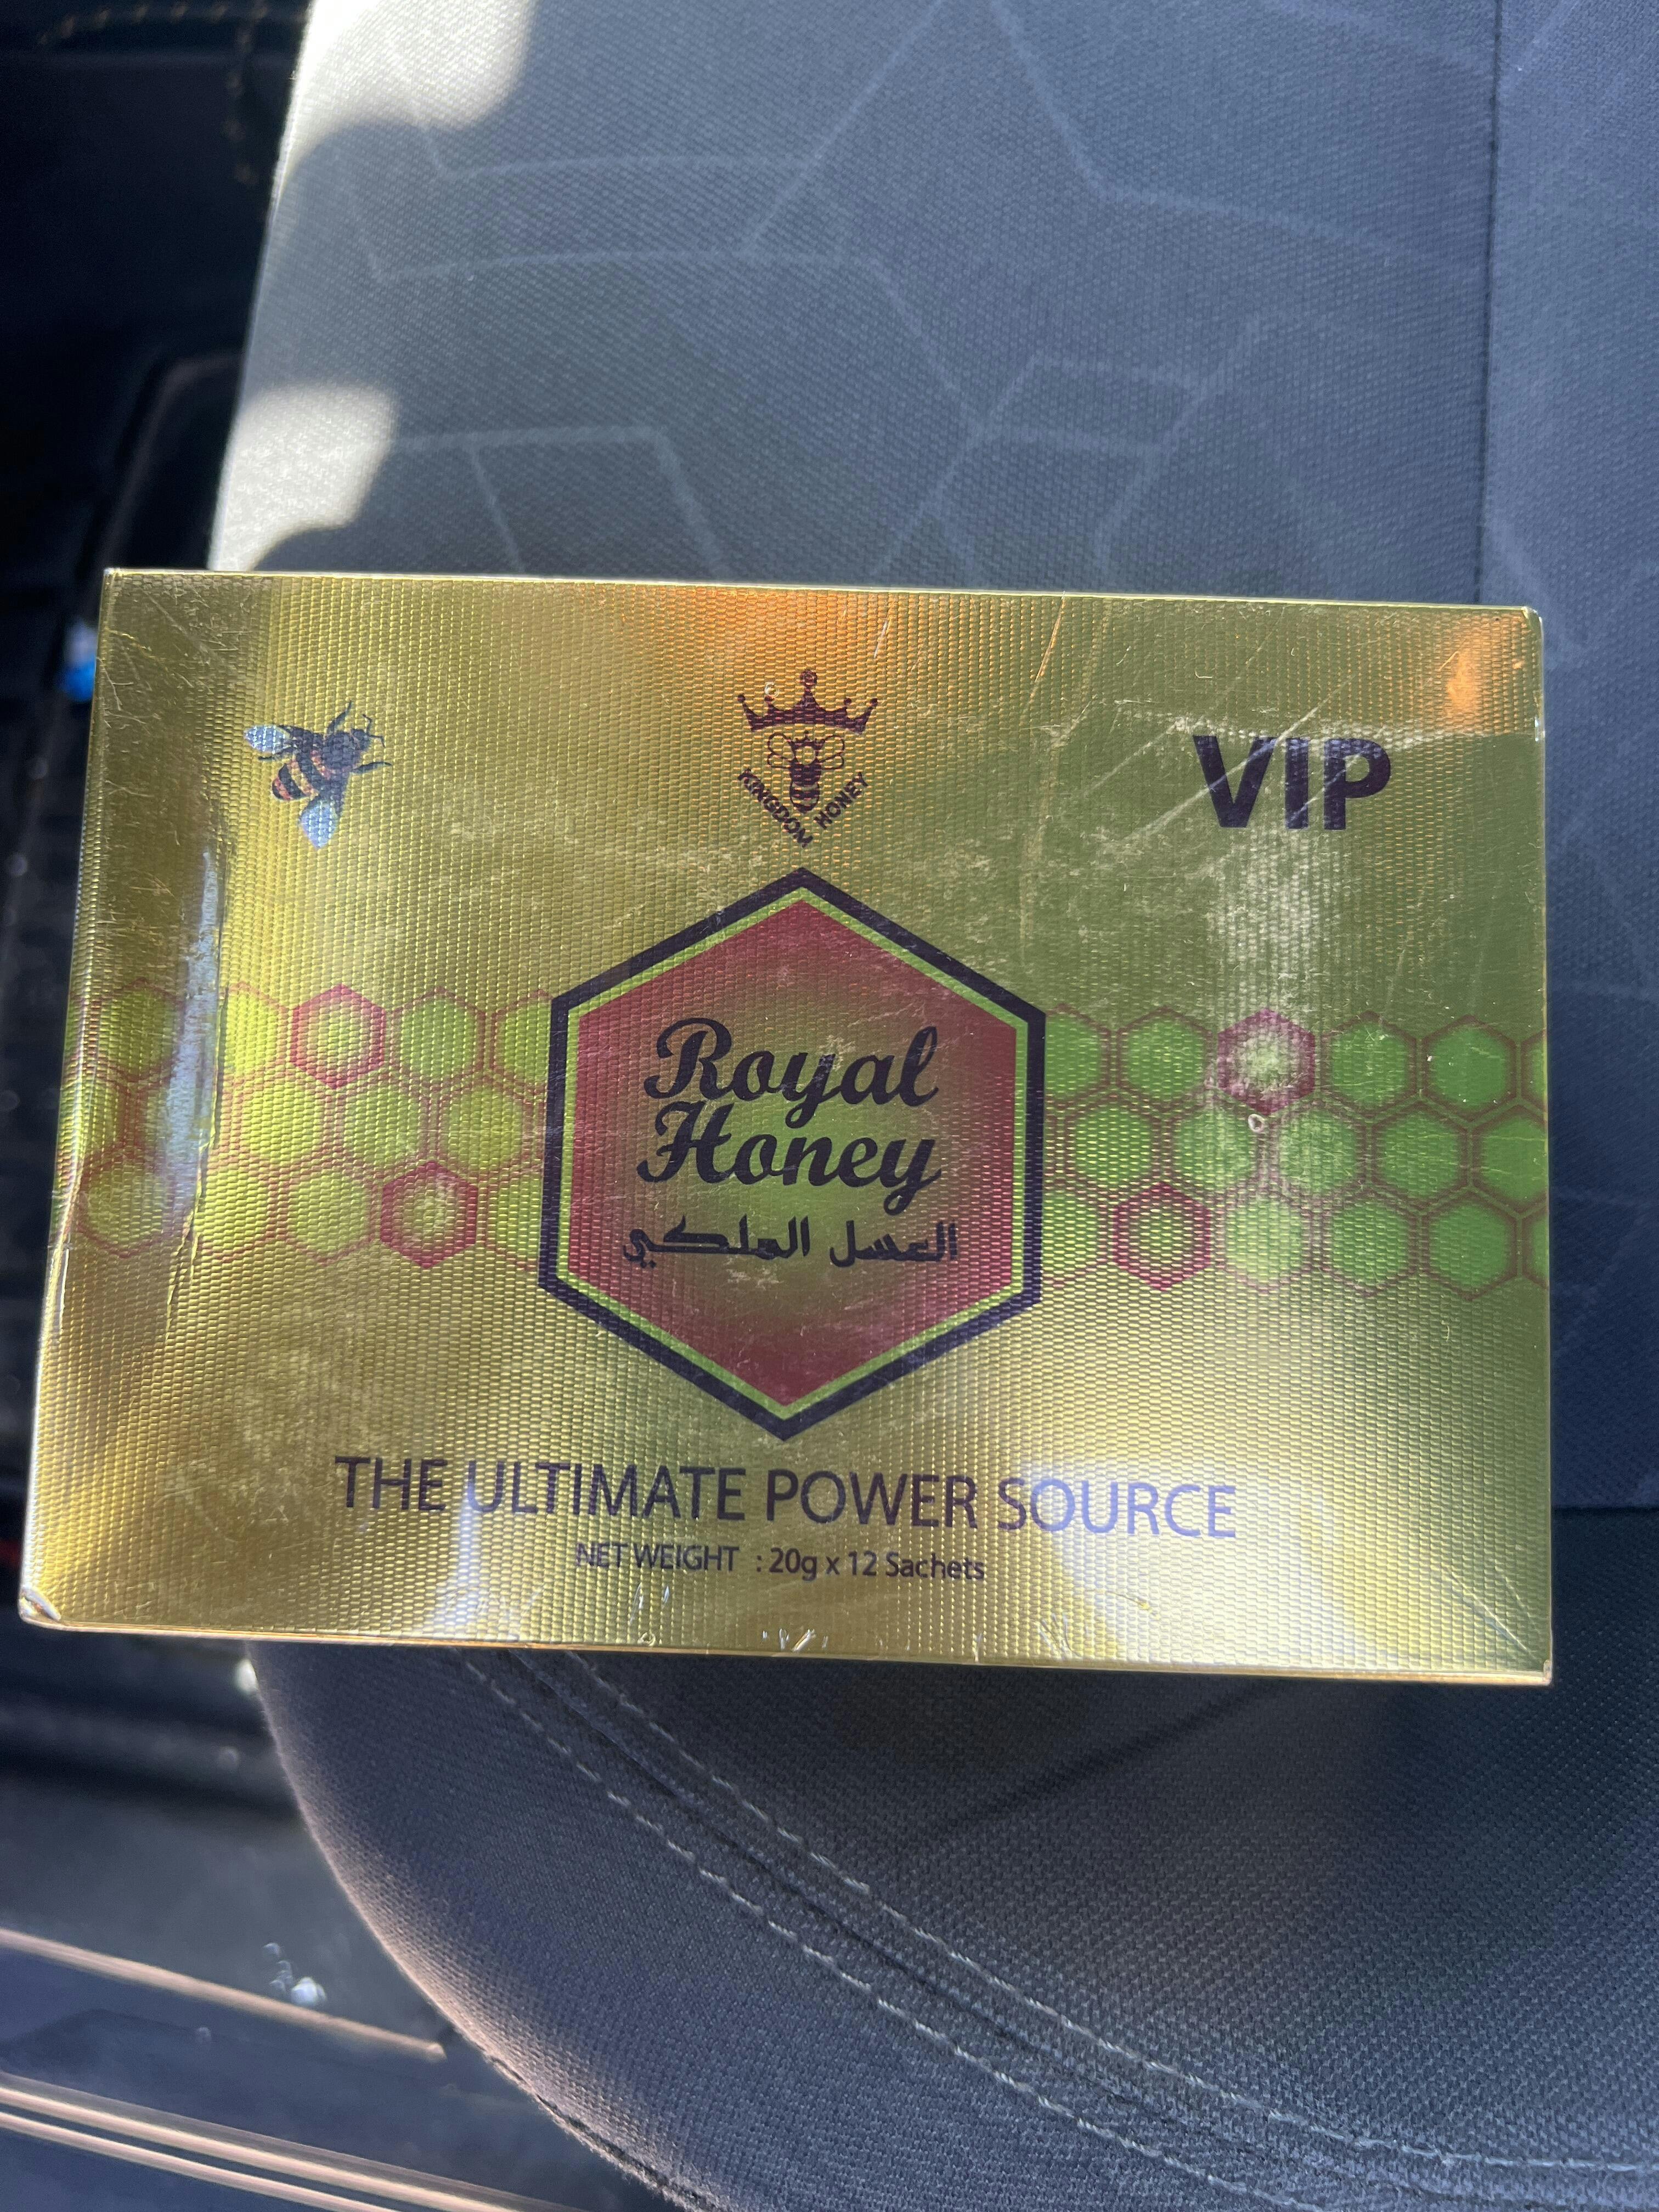 KINGDOM HONEY
VIP
Royal
Honey
العسل الملكي
THE ULTIMATE POWER SOURCE
NET WEIGHT : 20g x 12 Sachets